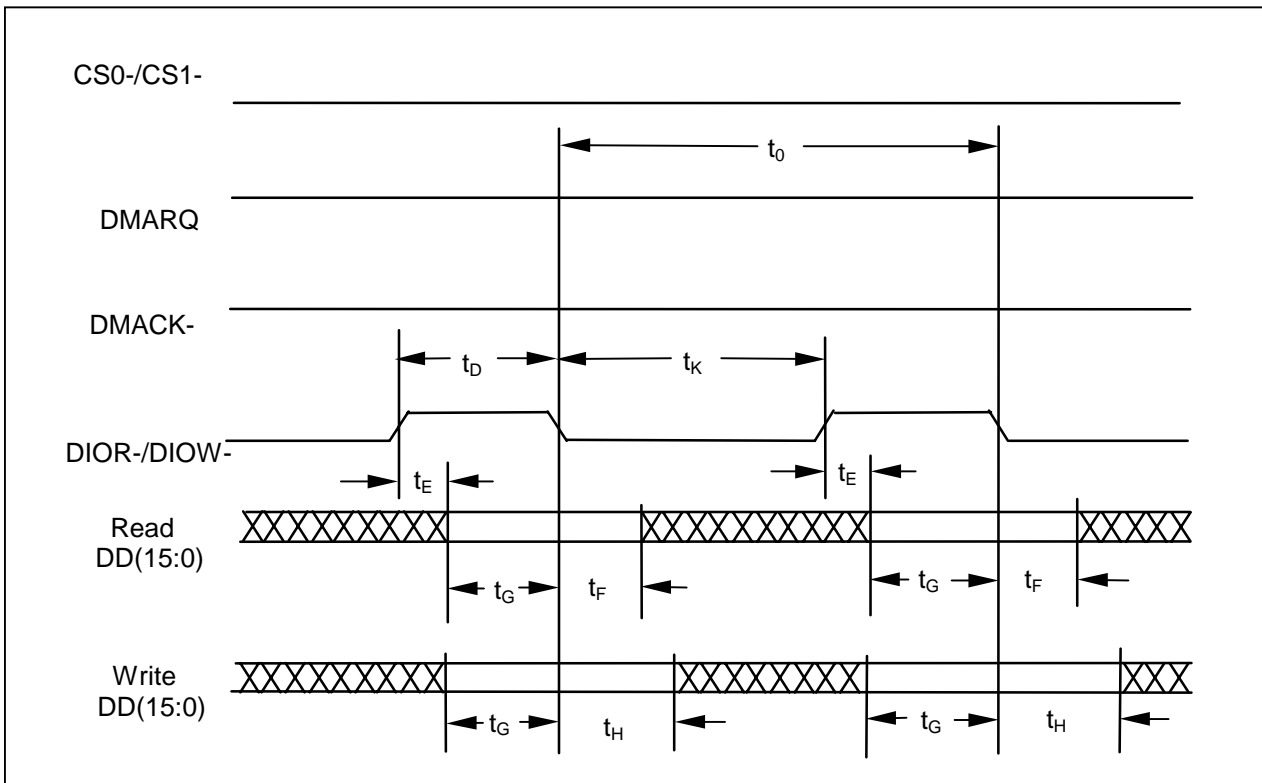 CS0-/CS1-
t0
DMARQ
DMACK-
tD
tK
DIOR-/DIOW-
tE
tE
Read
DD(15:0)
tG
tF
tG
tF
Write
DD(15:0)
tG
tH
tG
tH